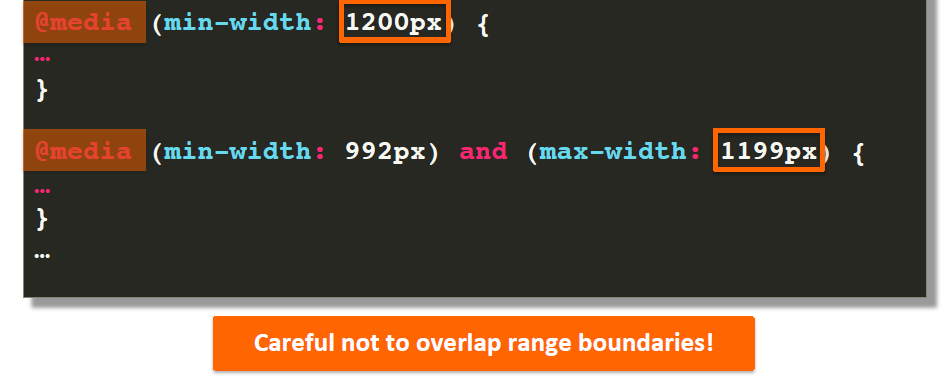 @media (min-width: 1200px) {
…
}
@media (min-width: 992px) and (max-width: 1199px) {
…
}
…
Careful not to overlap range boundaries!